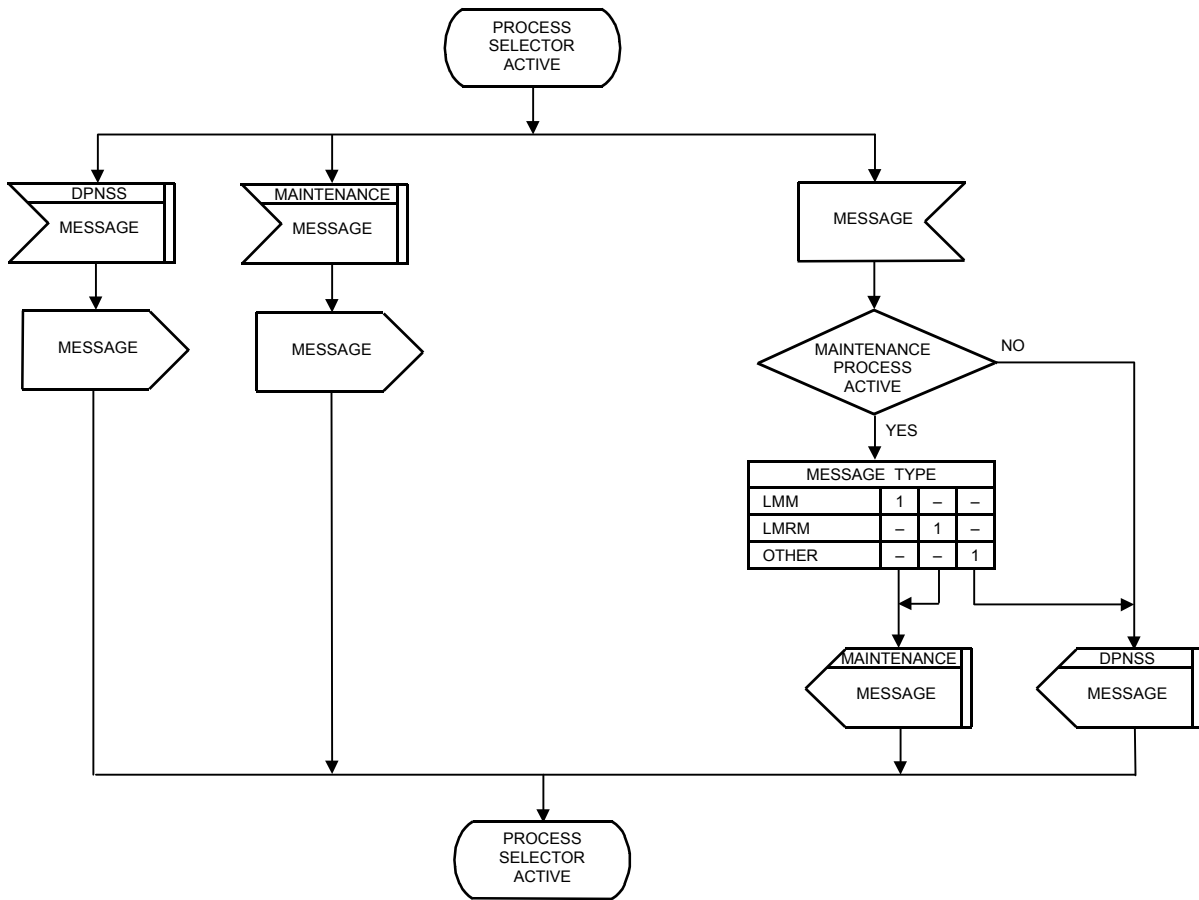 PROCESS
SELECTOR
ACTIVE
DPNSS
MESSAGE
MAINTENANCE
MESSAGE
MESSAGE
MESSAGE
MESSAGE
MAINTENANCE
PROCESS
ACTIVE
NO
YES
MESSAGE TYPE
LMM 1 – –
LMRM – 1 –
OTHER – – 1
MAINTENANCE
MESSAGE
DPNSS
MESSAGE
PROCESS
SELECTOR
ACTIVE